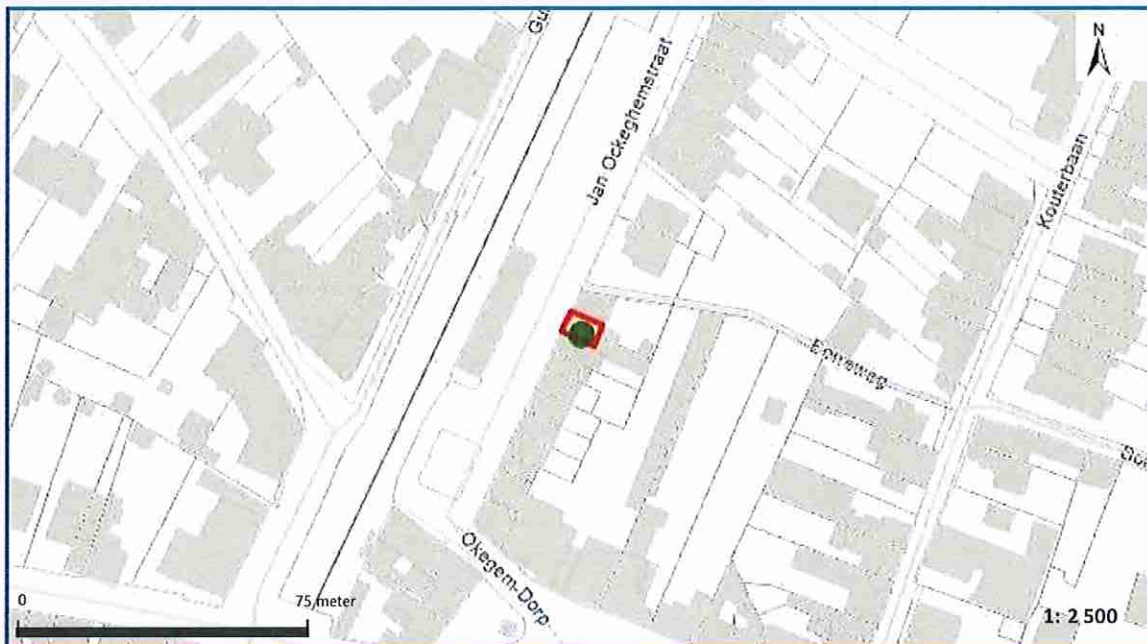 N
Jan Ockeghemstraat
Kouterbaan
Okegem-Dorp
0
75 meter
1: 2 500